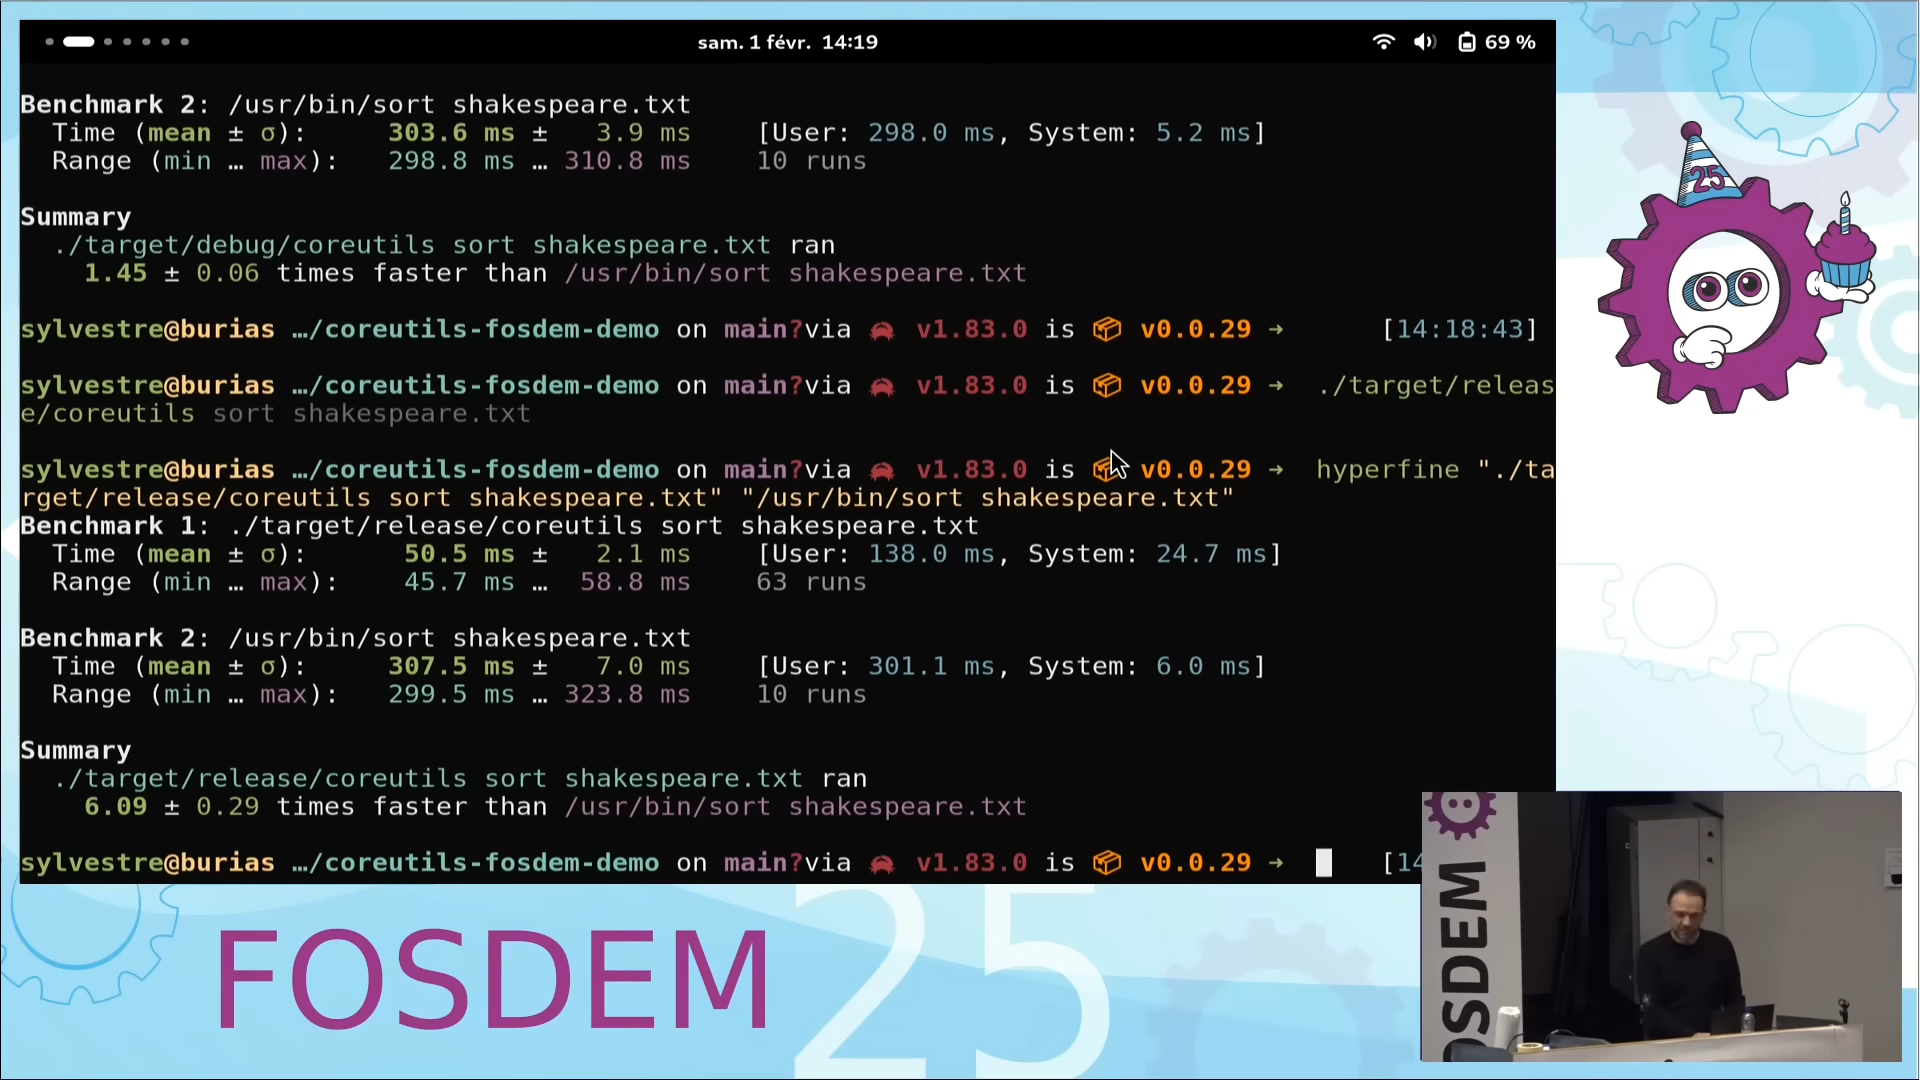 sam. 1 févr. 14:19
69 %
Benchmark 2: /usr/bin/sort shakespeare.txt
Time (mean ± σ): 303.6 ms ± 3.9 ms [User: 298.0 ms, System: 5.2 ms]
Range (min … max): 298.8 ms … 310.8 ms 10 runs
Summary
./target/debug/coreutils sort shakespeare.txt ran
1.45 ± 0.06 times faster than /usr/bin/sort shakespeare.txt
sylvestre@burias …/coreutils-fosdem-demo on main?via v1.83.0 is v0.0.29 → [14:18:43]
sylvestre@burias …/coreutils-fosdem-demo on main?via v1.83.0 is v0.0.29 → ./target/releas
e/coreutils sort shakespeare.txt
sylvestre@burias …/coreutils-fosdem-demo on main?via v1.83.0 is v0.0.29 → hyperfine "./ta
rget/release/coreutils sort shakespeare.txt" "/usr/bin/sort shakespeare.txt"
Benchmark 1: ./target/release/coreutils sort shakespeare.txt
Time (mean ± σ): 50.5 ms ± 2.1 ms [User: 138.0 ms, System: 24.7 ms]
Range (min … max): 45.7 ms … 58.8 ms 63 runs
Benchmark 2: /usr/bin/sort shakespeare.txt
Time (mean ± σ): 307.5 ms ± 7.0 ms [User: 301.1 ms, System: 6.0 ms]
Range (min … max): 299.5 ms … 323.8 ms 10 runs
Summary
./target/release/coreutils sort shakespeare.txt ran
6.09 ± 0.29 times faster than /usr/bin/sort shakespeare.txt
sylvestre@burias …/coreutils-fosdem-demo on main?via v1.83.0 is v0.0.29 → [14
25
FOSDEM
25
OSDEM